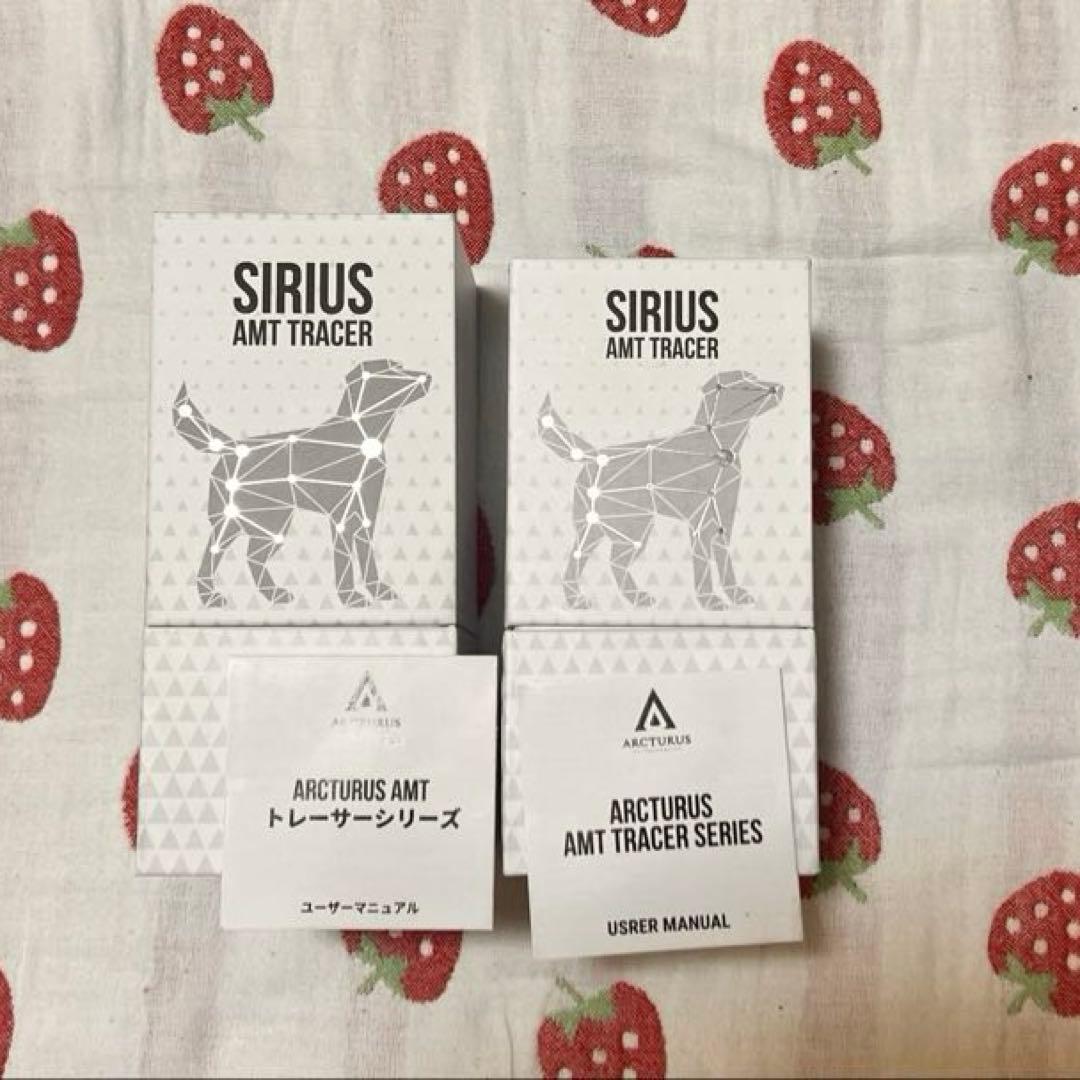 SIRIUS
AMT TRACER
SIRIUS
AMT TRACER
ARCTURUS
ARCTURUS AMT
トレーサーシリーズ
ユーザーマニュアル
ARCTURUS
ARCTURUS
AMT TRACER SERIES
USRER MANUAL